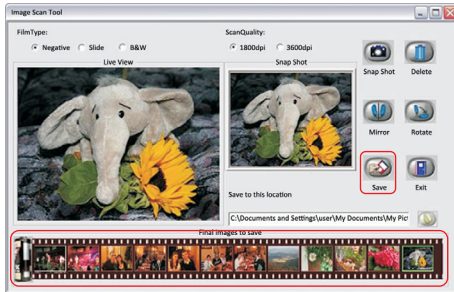 Image Scan Tool
FilmType:
Negative Slide B&W
ScanQuality:
1800dpi 3600dpi
Live View
Snap Shot
Snap Shot Delete
Mirror Rotate
Save Exit
Save to this location
C:\Documents and Settings\user\My Documents\My Pic
Final images to save